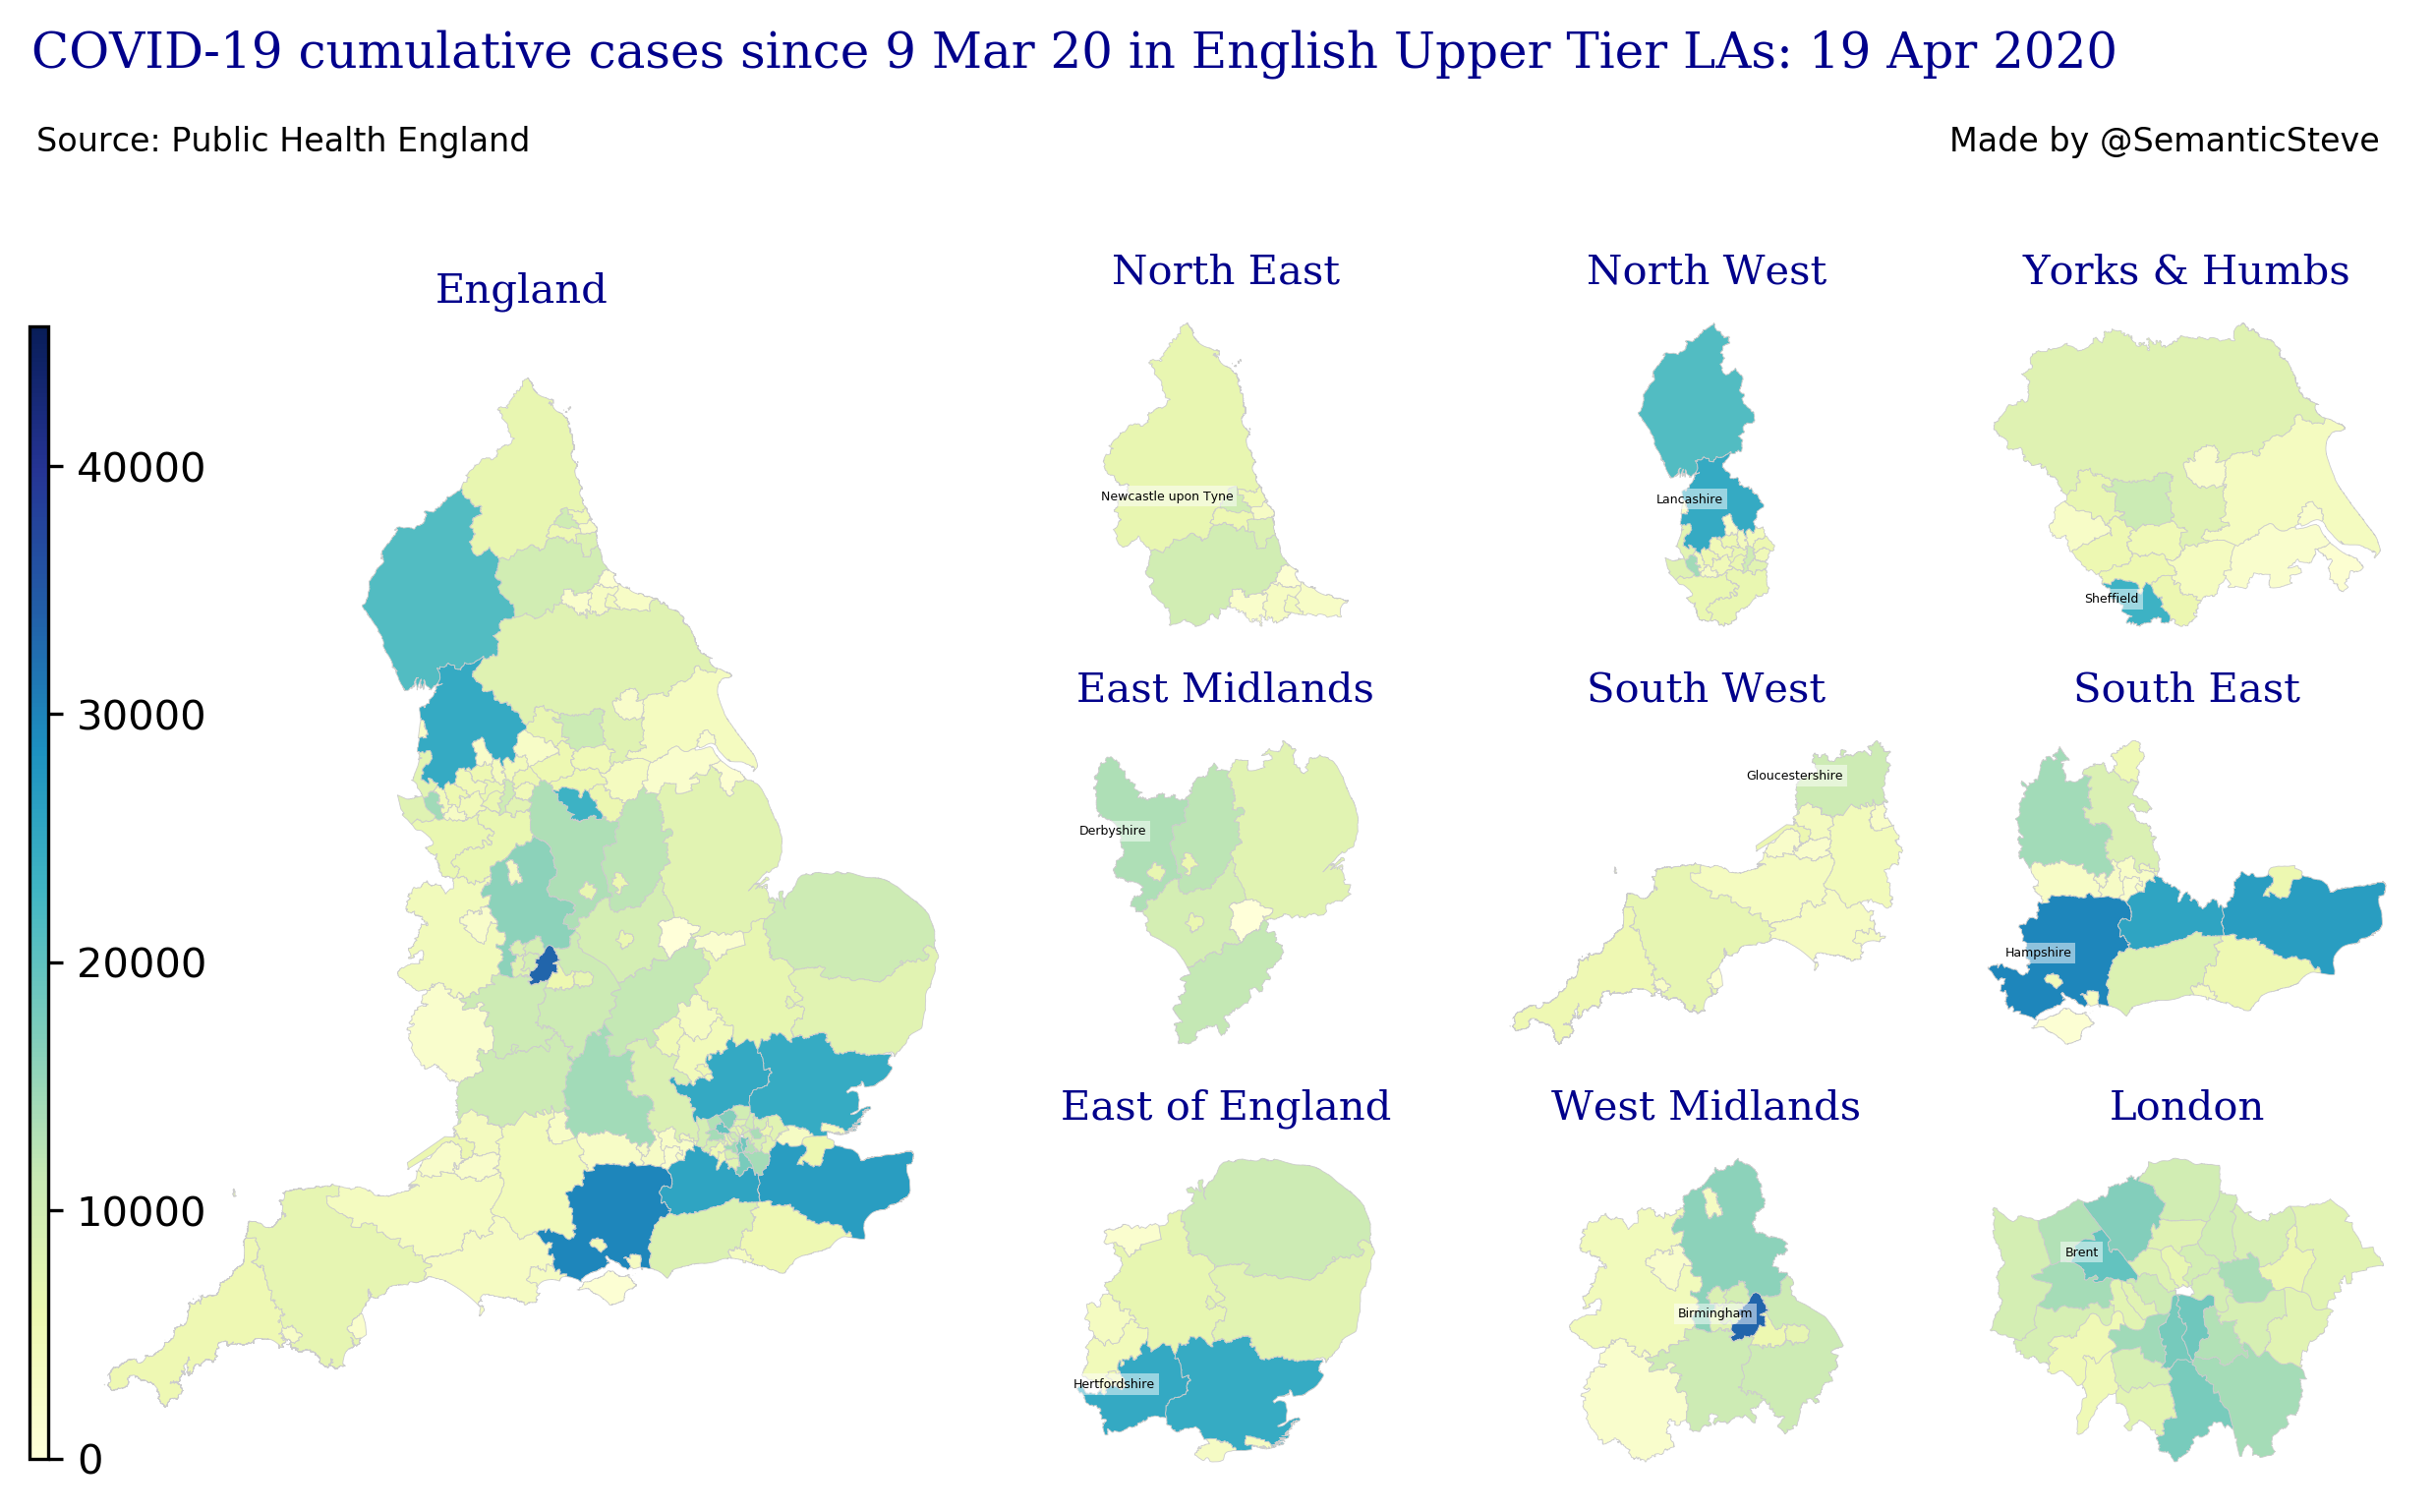 COVID-19 cumulative cases since 9 Mar 20 in English Upper Tier LAs: 19 Apr 2020
Source: Public Health England
Made by @SemanticSteve
England
40000
30000
20000
10000
0
North East
Newcastle upon Tyne
North West
Lancashire
Yorks & Humbs
Sheffield
East Midlands
Derbyshire
South West
Gloucestershire
South East
Hampshire
East of England
Hertfordshire
West Midlands
Birmingham
London
Brent